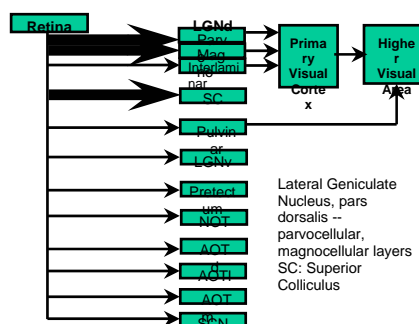 Retina
LGNd
Parv
Mag
no
Interlami
nar
SC
Pulvin
ar
LGNv
Pretect
um
NOT
AOT
d
AOTl
AOT
m
SCN
Prima
ry Visual
Corte
x
Highe
r Visual
Area
Lateral Geniculate
Nucleus, pars
dorsalis --
parvocellular,
magnocellular layers
SC: Superior
Colliculus